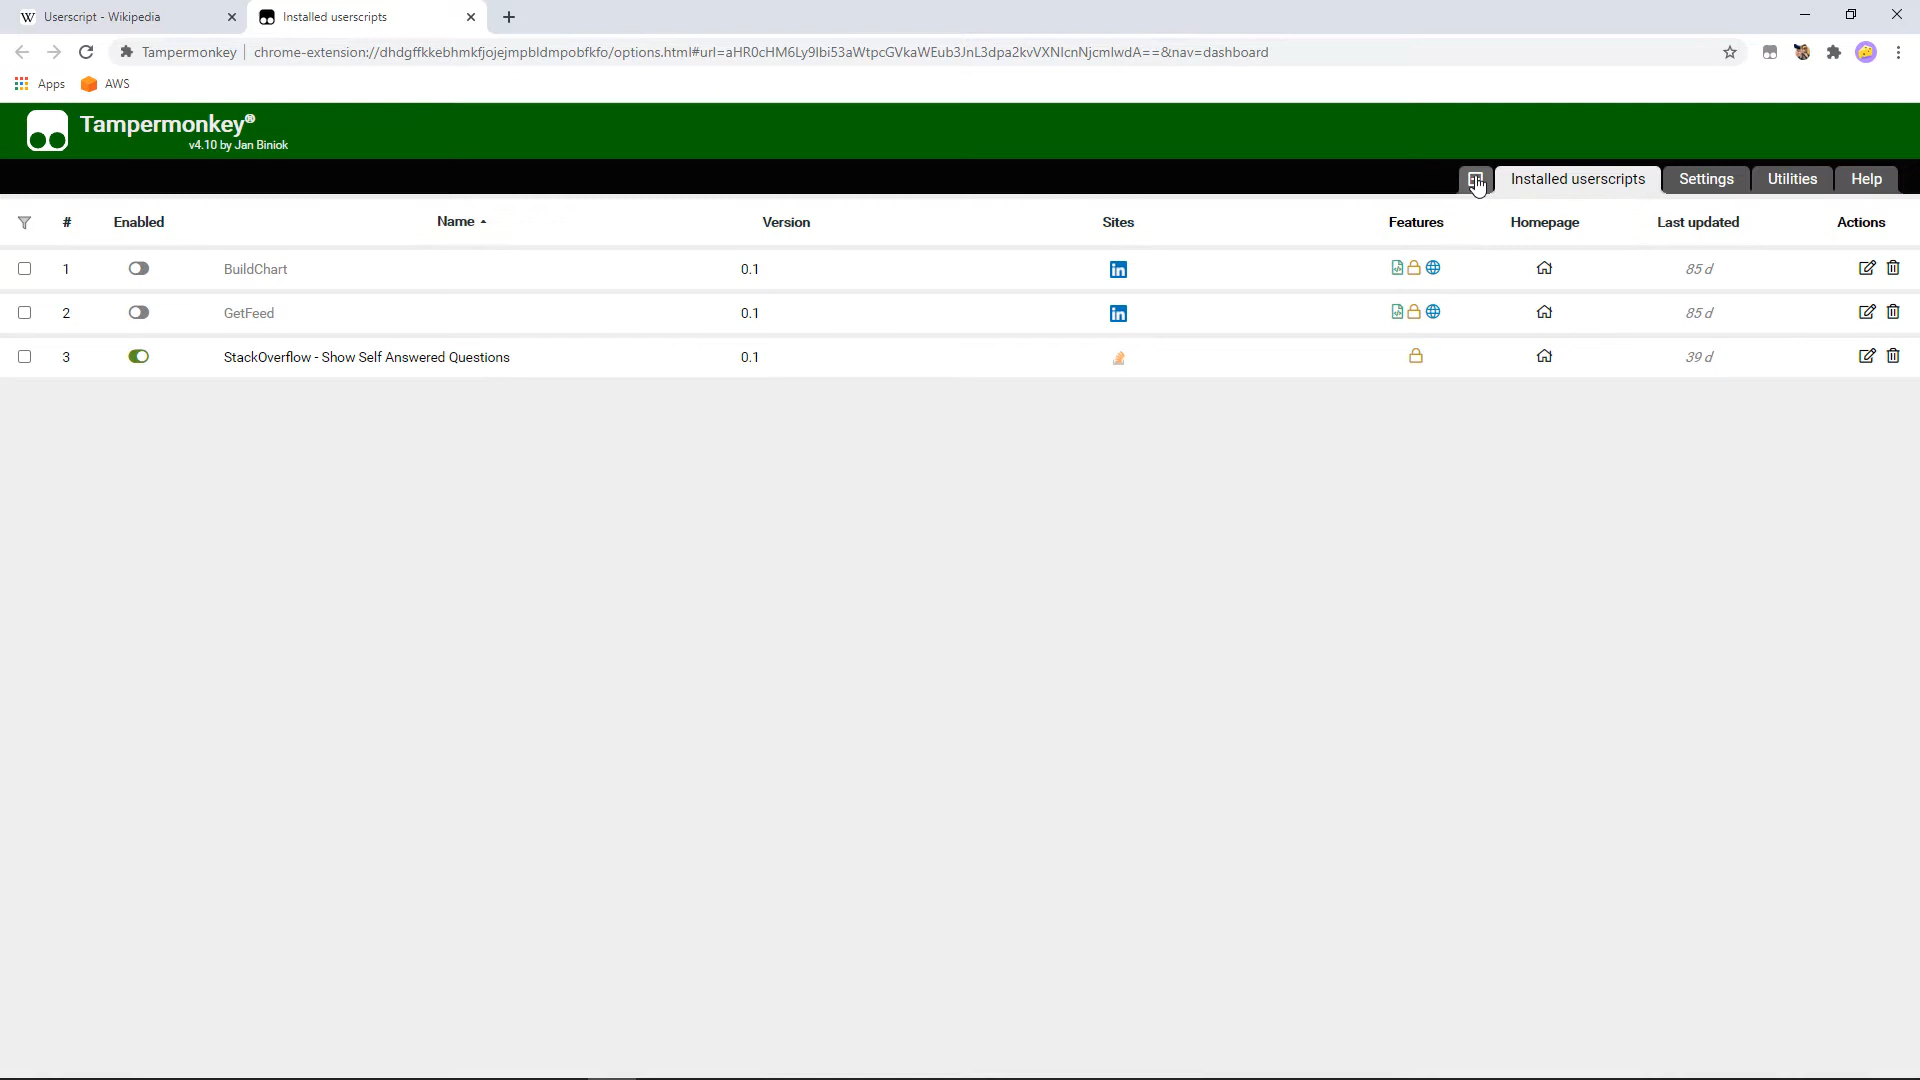 Userscript - Wikipedia
Installed userscripts
Tampermonkey
chrome-extension://dhdgffkkebhmkfjojejmpbldmpobfkfo/options.html#url=aHR0cHM6Ly9lbi53aWtpcGVkaWEub3JnL3dpa2kvVXNlcnNjcmlwdA==&nav=dashboard
Apps
AWS
Tampermonkey®
v4.10 by Jan Biniok
Installed userscripts
Settings
Utilities
Help
# Enabled Name Version Sites Features Homepage Last updated Actions
1 BuildChart 0.1 85 d
2 GetFeed 0.1 85 d
3 StackOverflow - Show Self Answered Questions 0.1 39 d